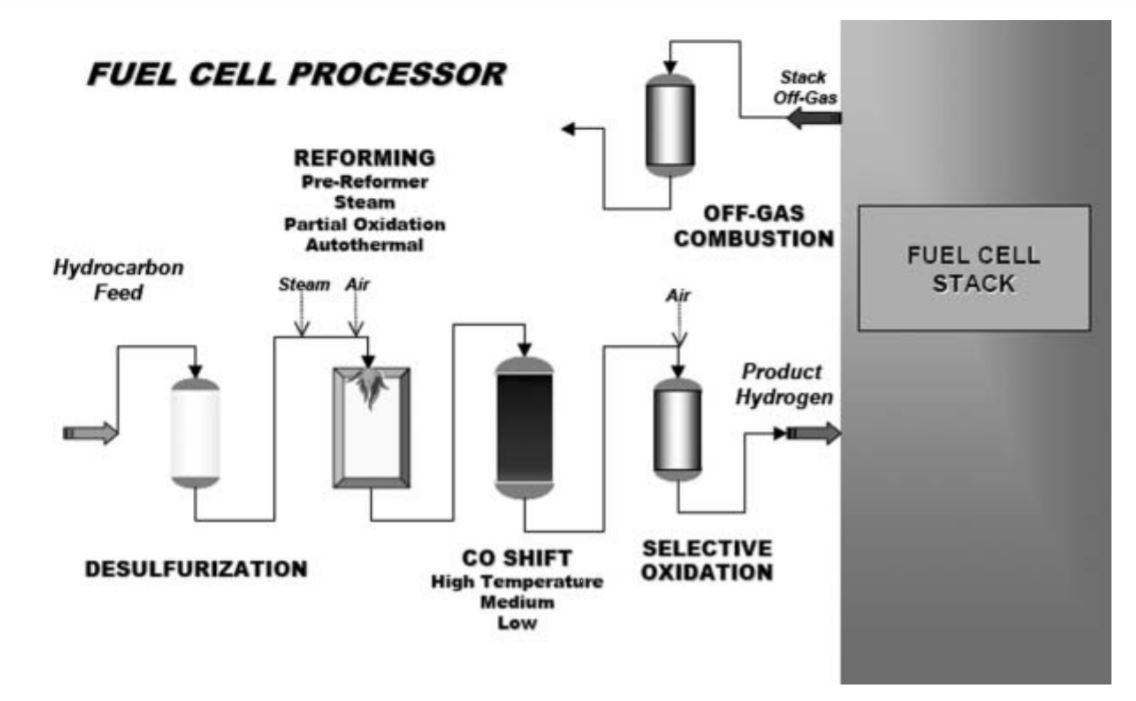 FUEL CELL PROCESSOR
Stack
Off-Gas
REFORMING
Pre-Reformer
Steam
Partial Oxidation
Autothermal
OFF-GAS
COMBUSTION
FUEL CELL
STACK
Hydrocarbon
Feed
Steam
Air
Air
Product
Hydrogen
DESULFURIZATION
CO SHIFT
High Temperature
Medium
Low
SELECTIVE
OXIDATION